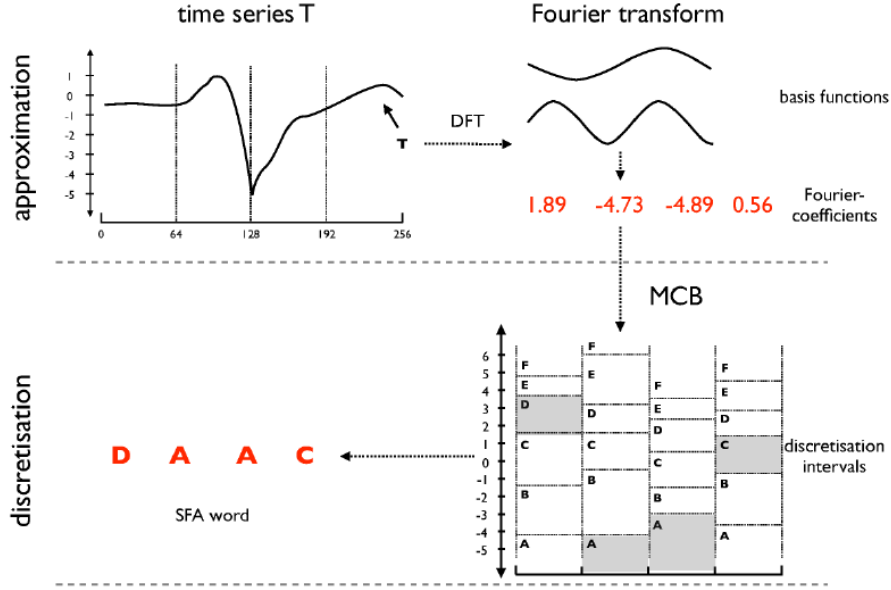 time series T
Fourier transform
approximation
1
0
-1
-2
-3
-4
-5
0 64 128 192 256
T
DFT
basis functions
1.89 -4.73 -4.89 0.56
Fourier-
coefficients
MCB
discretisation
D A A C
SFA word
6
5
4
3
2
1
0
-1
-2
-3
-4
-5
F
E
D
C
B
A
F
E
D
C
B
A
F
E
D
C
B
A
F
E
D
C
B
A
discretisation
intervals